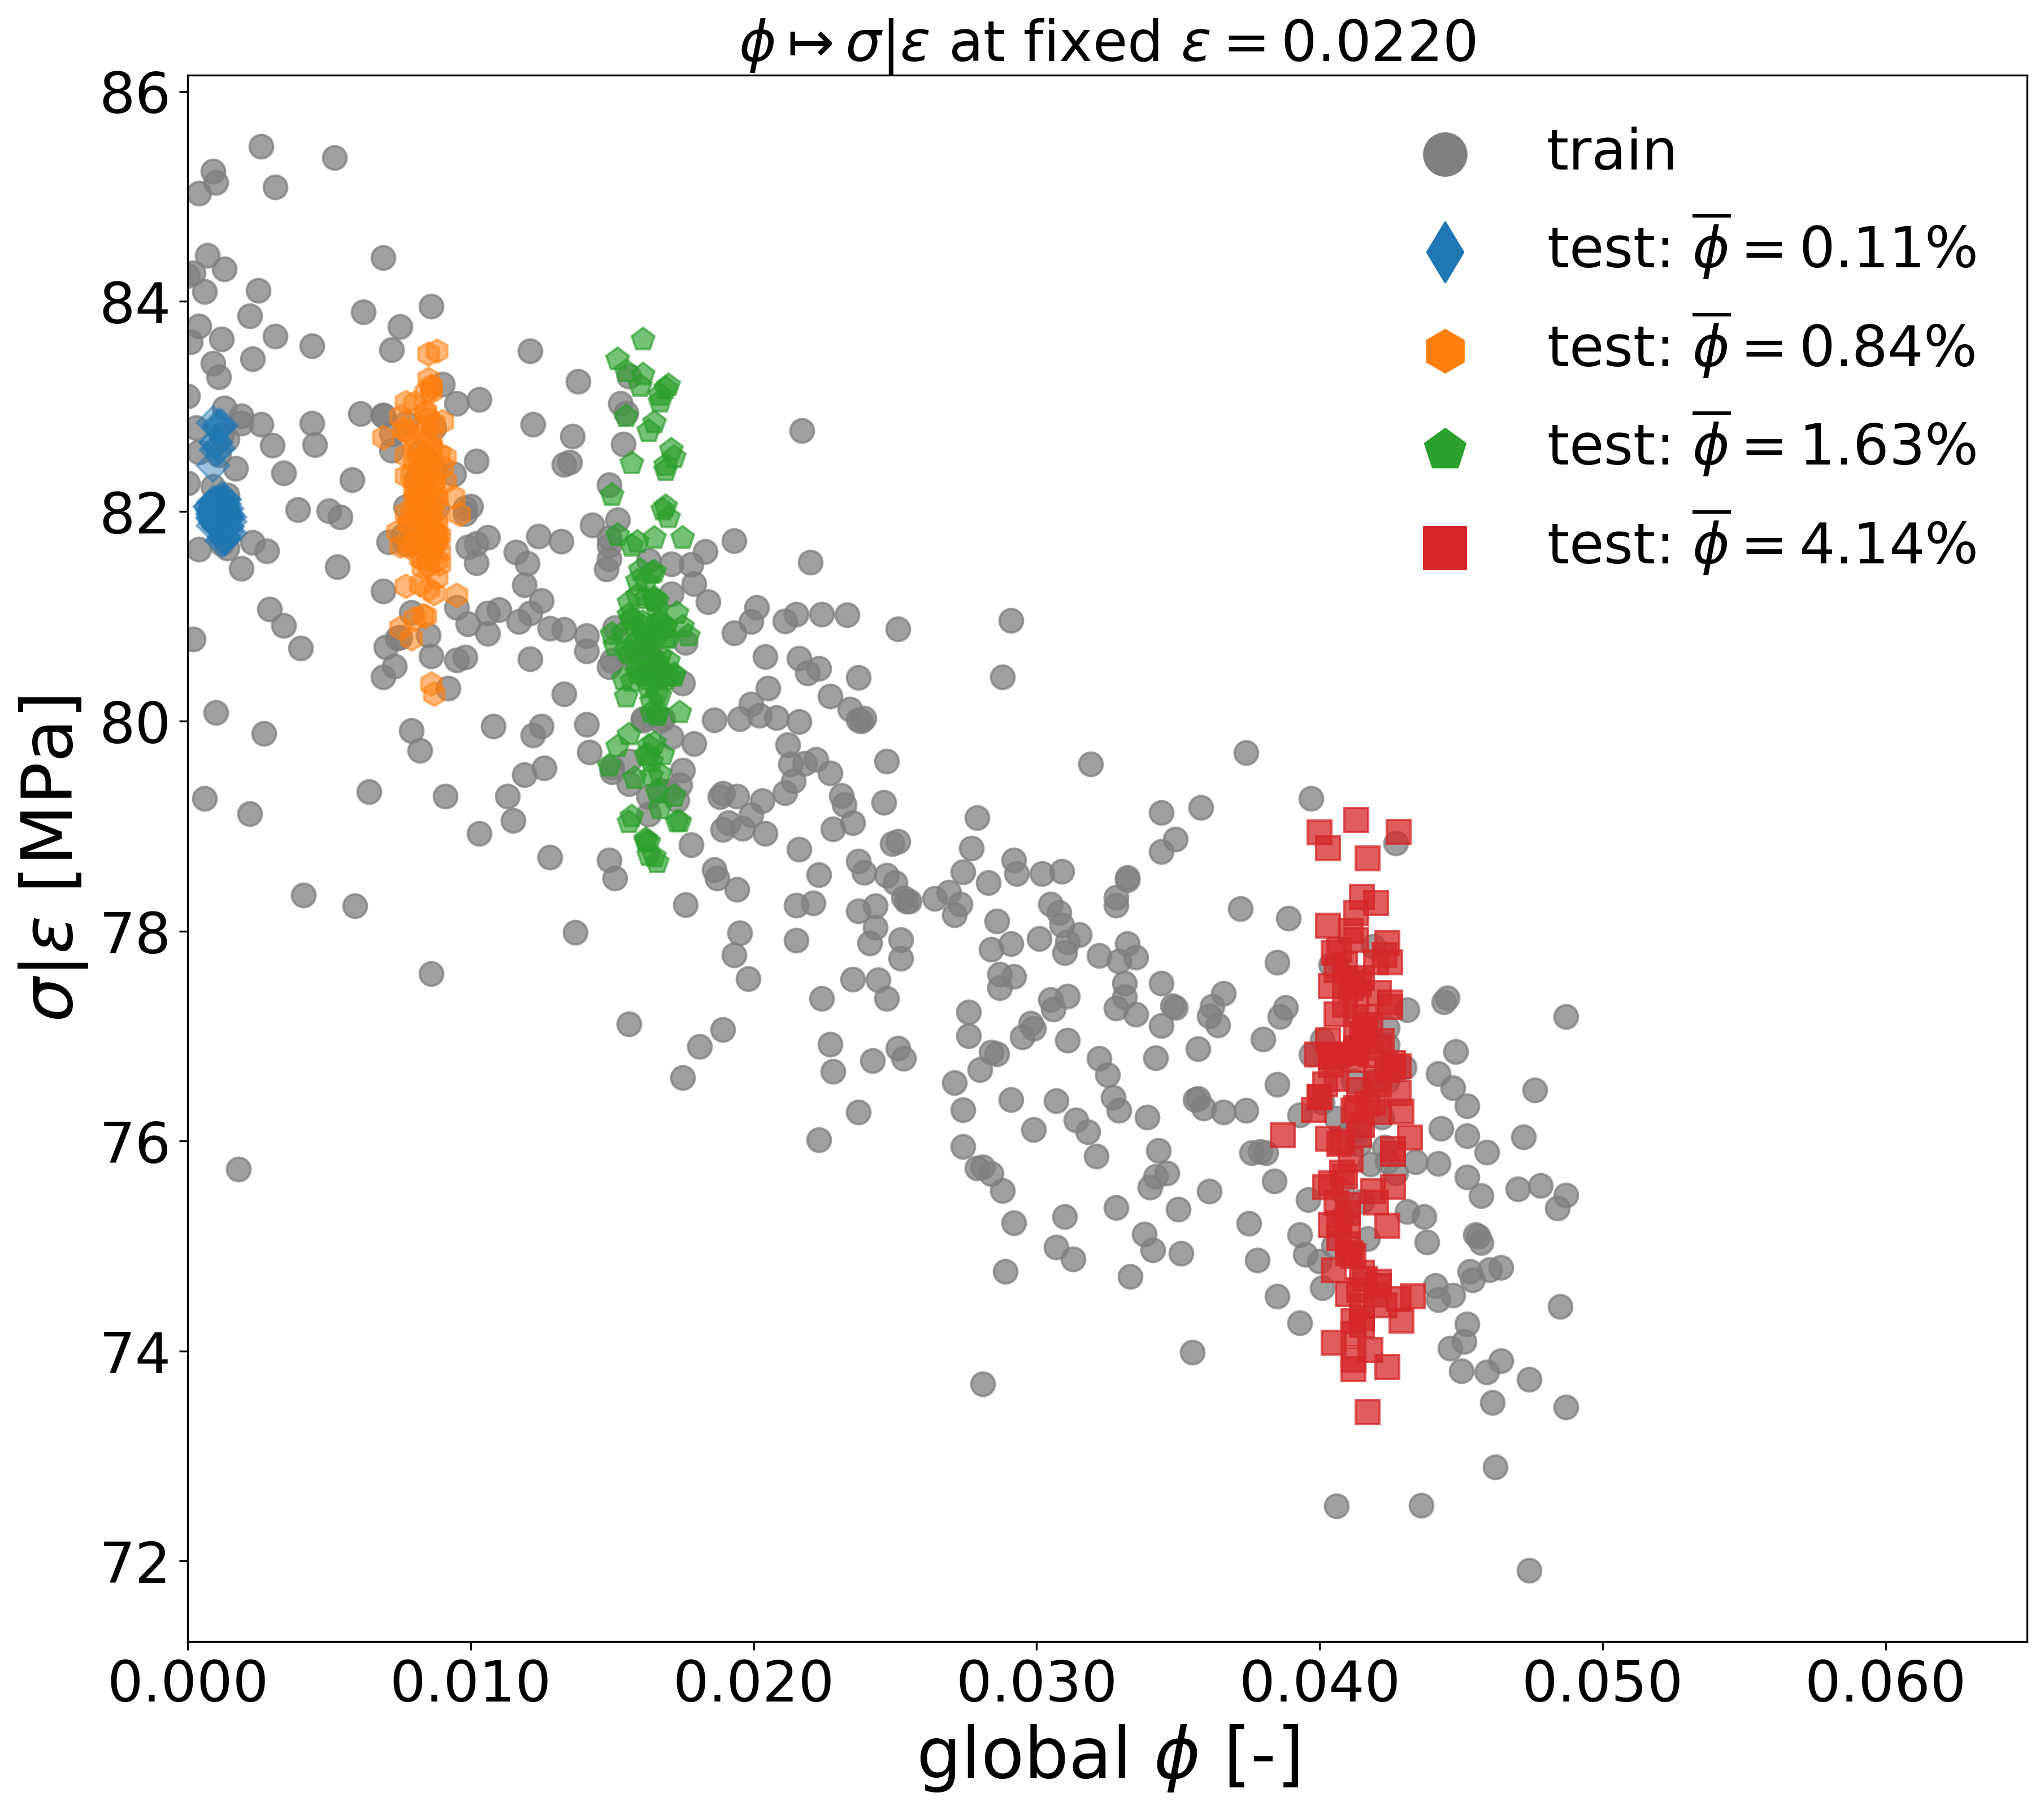 ϕ ↦ σ|ε at fixed ε = 0.0220
86
84
82
80
78
76
74
72
σ|ε [MPa]
train
test: ϕ̅ = 0.11%
test: ϕ̅ = 0.84%
test: ϕ̅ = 1.63%
test: ϕ̅ = 4.14%
0.000 0.010 0.020 0.030 0.040 0.050 0.060
global ϕ [-]